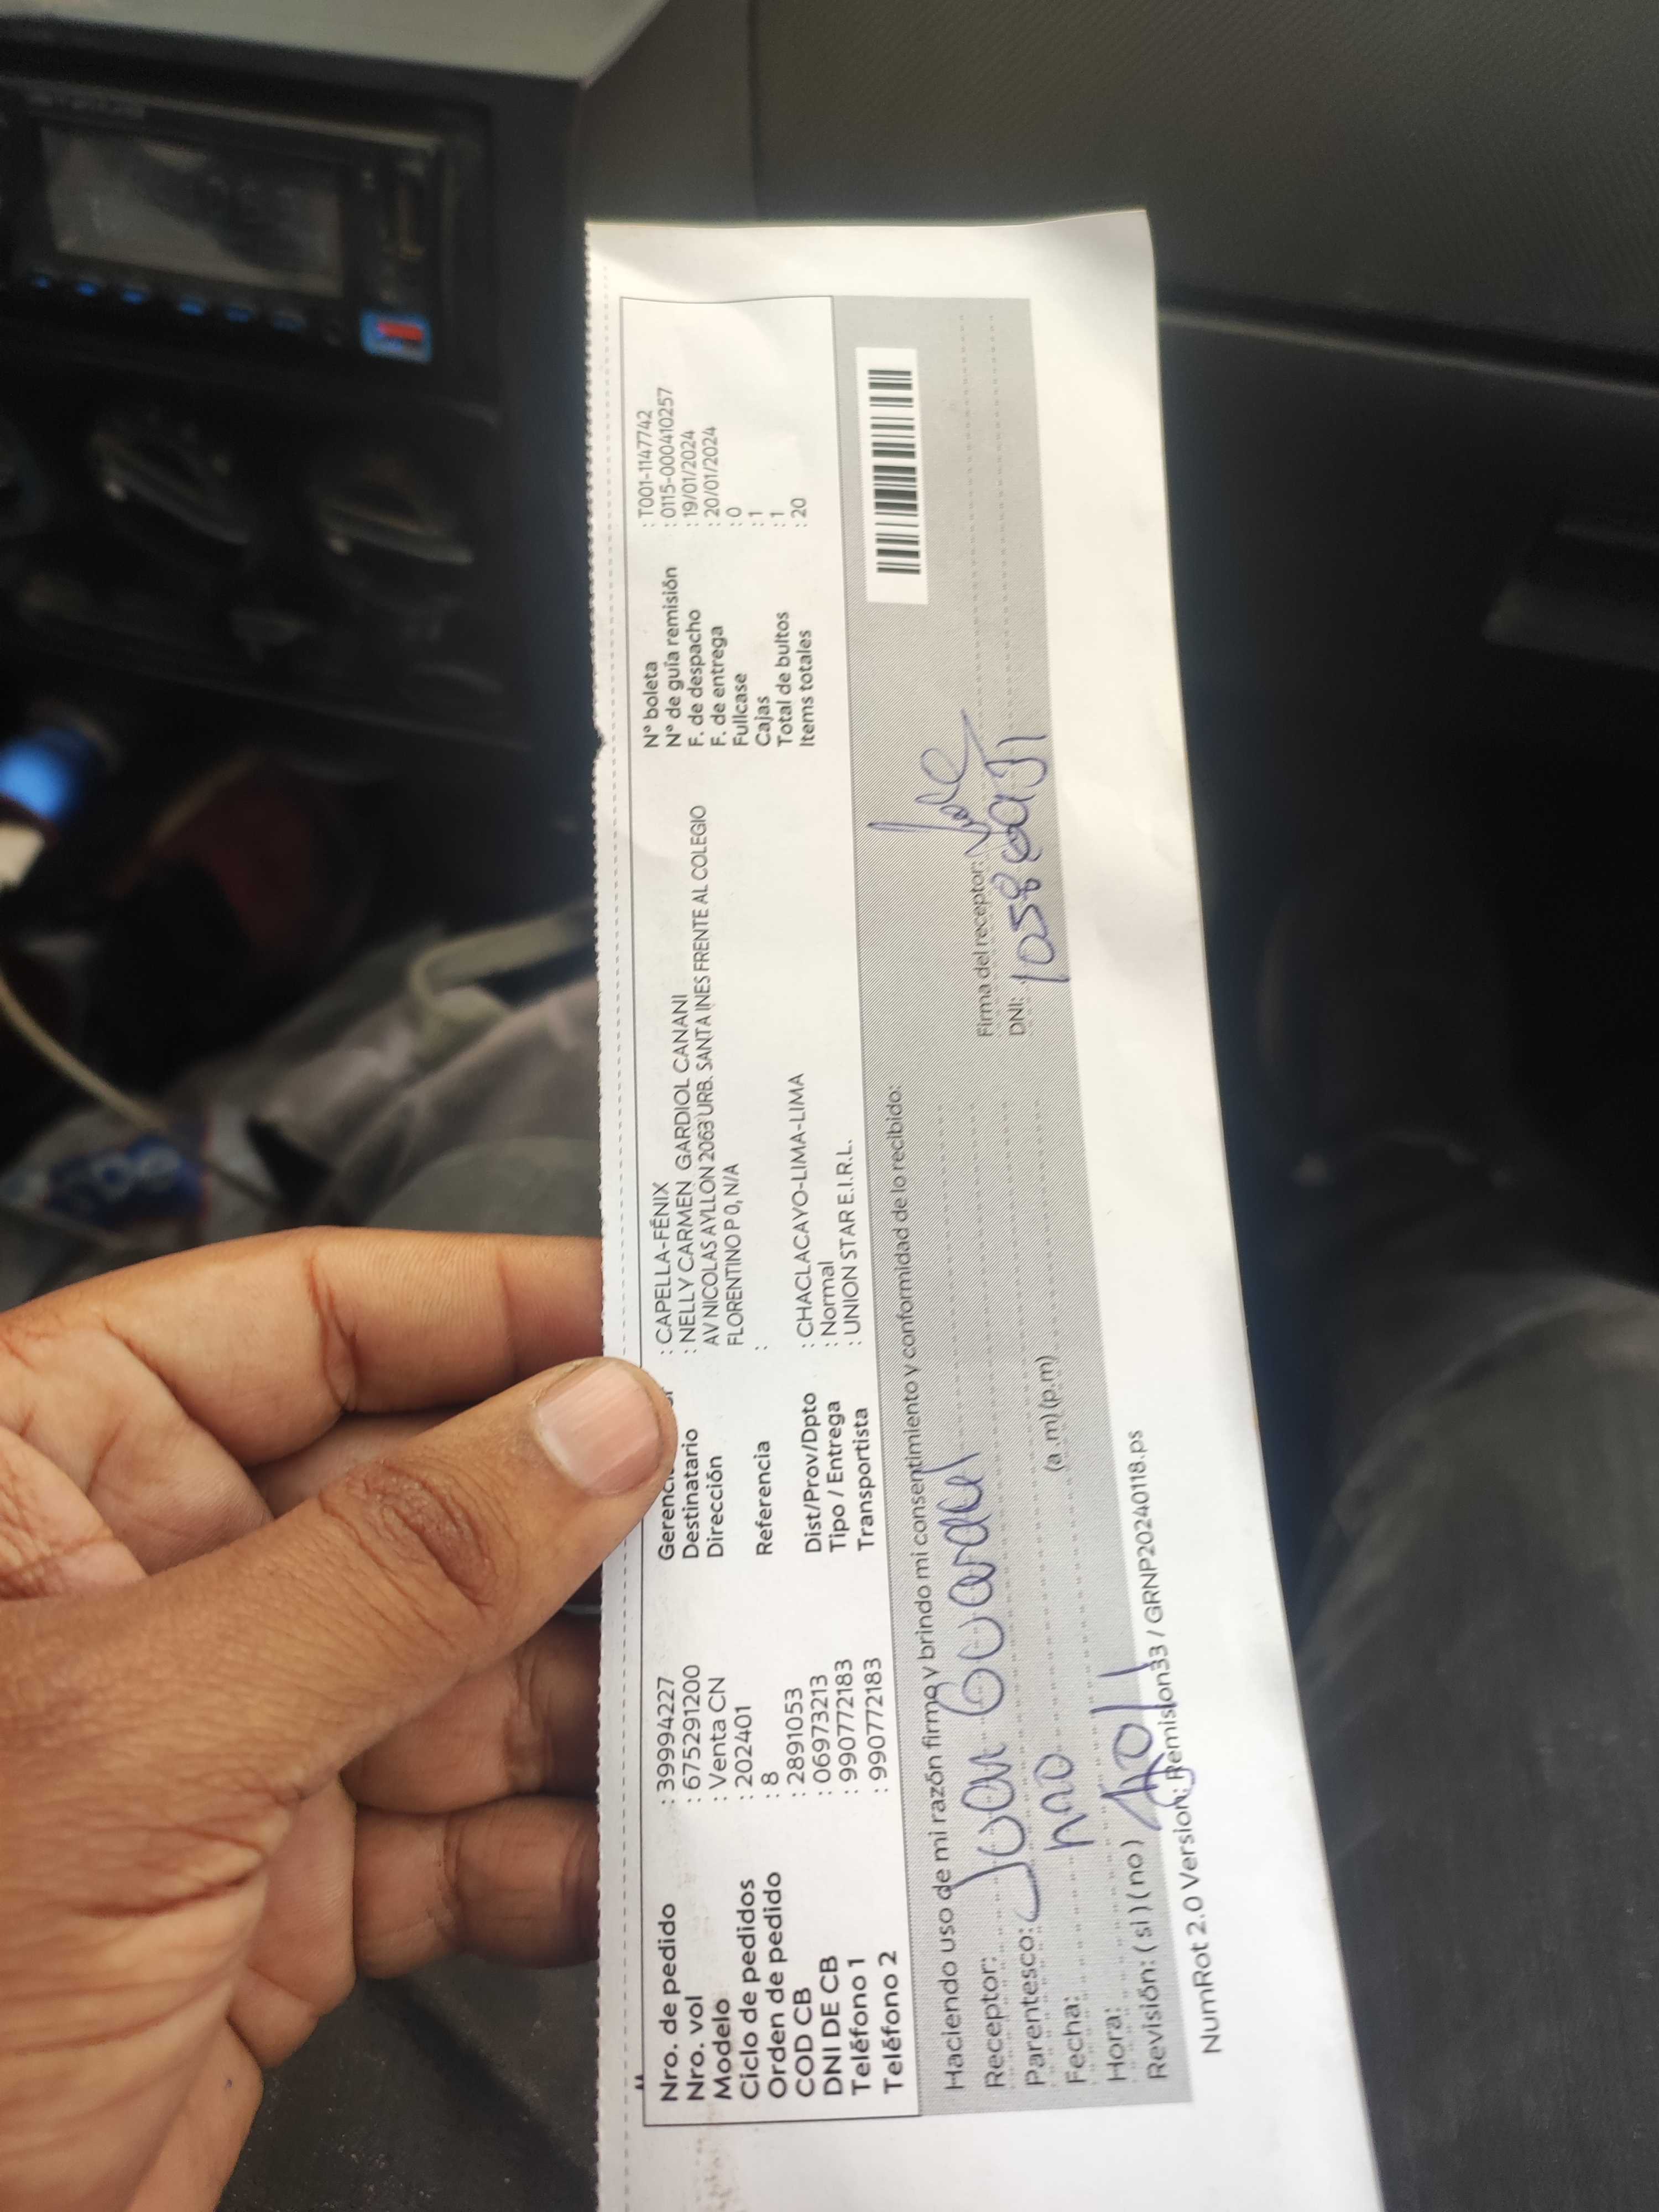 Nro. de pedido : 39994227
Nro. vol : 675291200
Modelo : Venta CN
Ciclo de pedidos : 202401
Orden de pedido : 8
COD CB : 2891053
DNI DE CB : 06973213
Teléfono 1 : 990772183
Teléfono 2 : 990772183
Gerenc : CAPELLA-FÉNIX
Destinatario : NELLY CARMEN GARDIOL CANANI
Dirección AV NICOLAS AYLLON 2063 URB. SANTA INES FRENTE AL COLEGIO
FLORENTINO P 0, N/A
Referencia :
Dist/Prov/Dpto : CHACLACAYO-LIMA-LIMA
Tipo / Entrega : Normal
Transportista : UNION STAR E.I.R.L.
N° boleta : T001-1147742
N° de guía remisión : 0115-000410257
F. de despacho : 19/01/2024
F. de entrega : 20/01/2024
Fullcase : 0
Cajas : 1
Total de bultos : 1
Items totales : 20
Haciendo uso de mi razón firmo y brindo mi consentimiento y conformidad de lo recibido:
Receptor: Juan
Parentesco:
Fecha: hno
Hora: (a .m) (p.m)
Revisión: ( si ) ( no )
Firma del receptor:
DNI:
NumRot 2.0 Version: Remision33 / GRNP20240118.ps